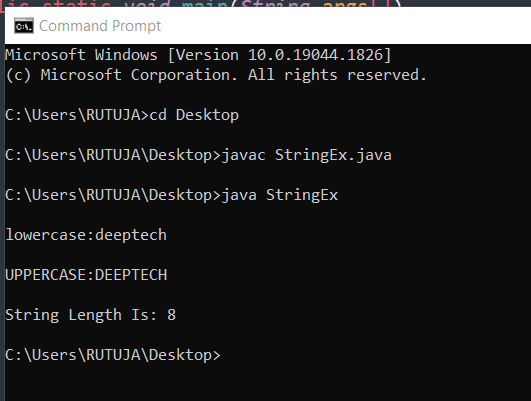 lic static void main(String args[])
Command Prompt
Microsoft Windows [Version 10.0.19044.1826]
(c) Microsoft Corporation. All rights reserved.
C:\Users\RUTUJA>cd Desktop
C:\Users\RUTUJA\Desktop>javac StringEx.java
C:\Users\RUTUJA\Desktop>java StringEx
lowercase:deeptech
UPPERCASE:DEEPTECH
String Length Is: 8
C:\Users\RUTUJA\Desktop>